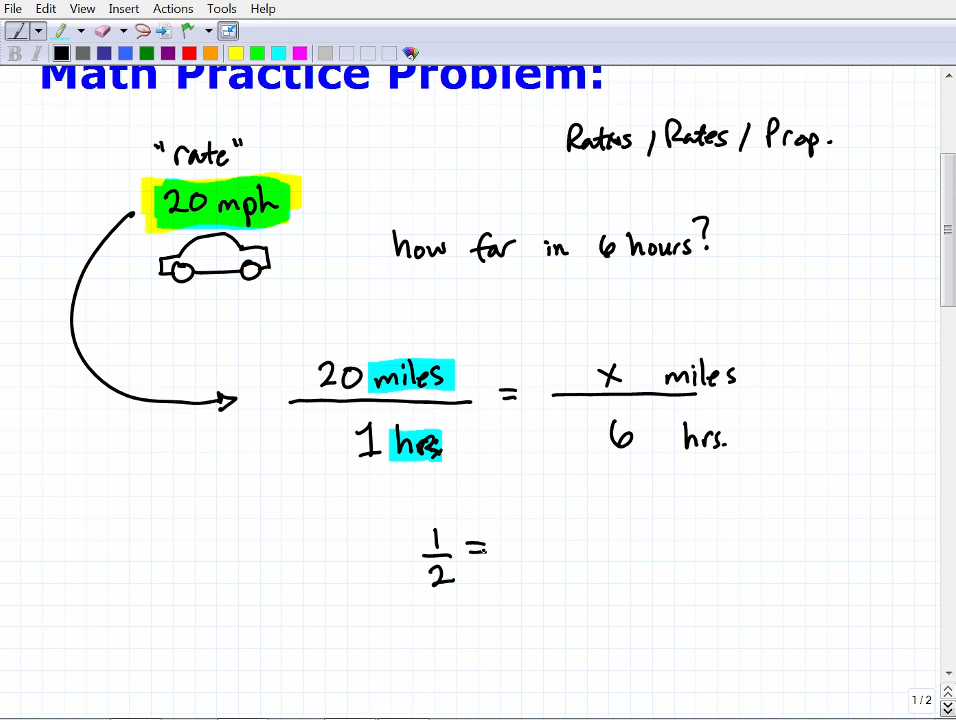 File Edit View Insert Actions Tools Help
B I
Math Practice Problem:
Ratios / Rates / Prop.
"rate"
20 mph
how far in 6 hours?
20 miles = x miles
1 hrs 6 hrs.
1 =
2
1 / 2